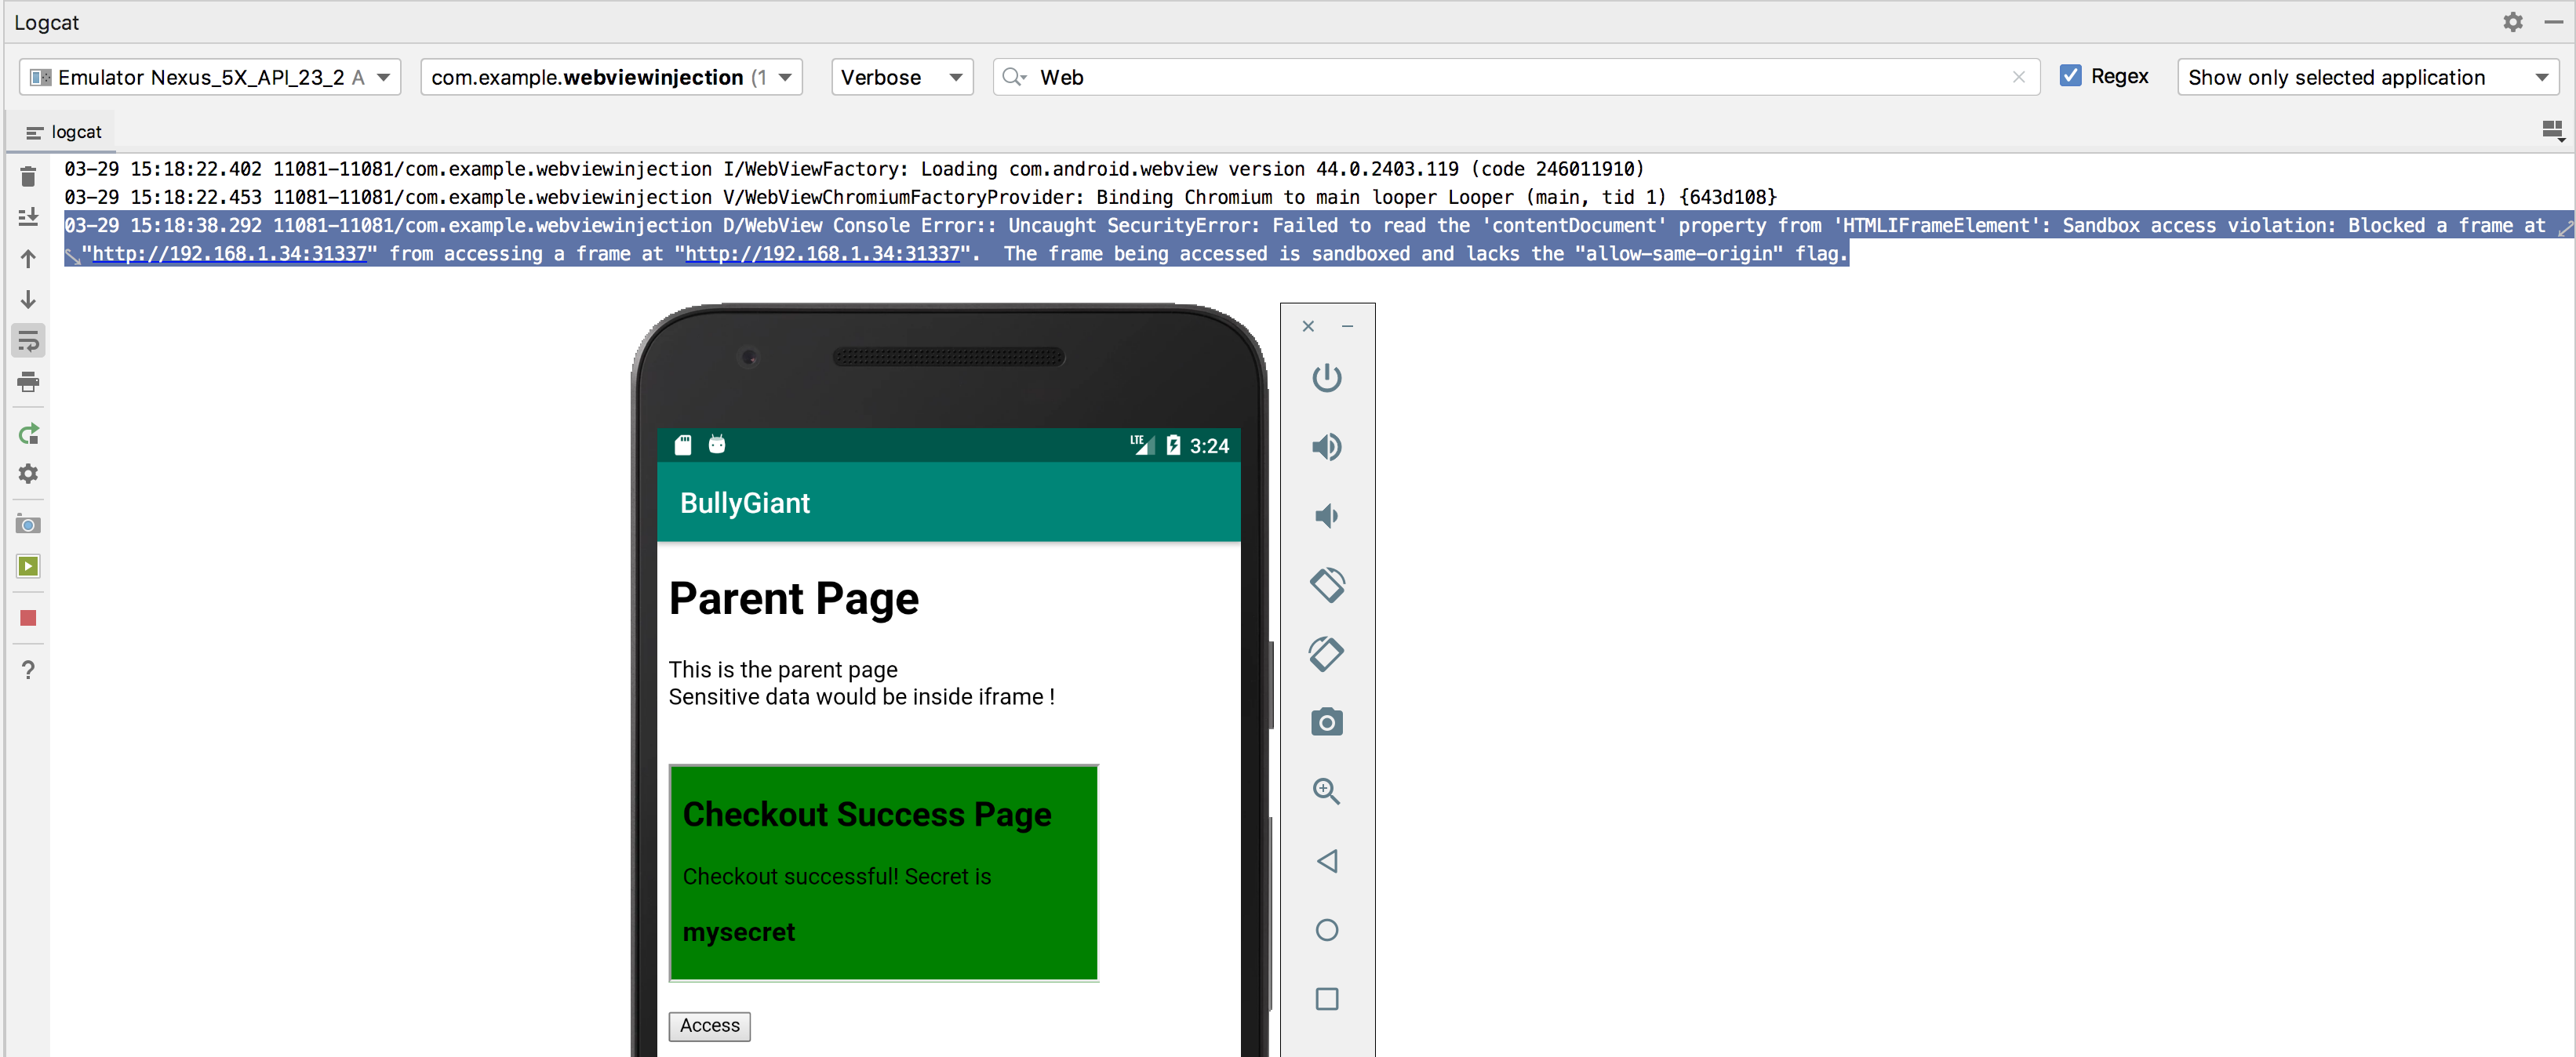 Logcat
Emulator Nexus_5X_API_23_2 A
com.example.webviewinjection (1
Verbose
Web
Regex
Show only selected application
logcat
03-29 15:18:22.402 11081-11081/com.example.webviewinjection I/WebViewFactory: Loading com.android.webview version 44.0.2403.119 (code 246011910)
03-29 15:18:22.453 11081-11081/com.example.webviewinjection V/WebViewChromiumFactoryProvider: Binding Chromium to main looper Looper (main, tid 1) {643d108}
03-29 15:18:38.292 11081-11081/com.example.webviewinjection D/WebView Console Error:: Uncaught SecurityError: Failed to read the 'contentDocument' property from 'HTMLIFrameElement': Sandbox access violation: Blocked a frame at
"http://192.168.1.34:31337" from accessing a frame at "http://192.168.1.34:31337".  The frame being accessed is sandboxed and lacks the "allow-same-origin" flag.
LTE 3:24
BullyGiant
Parent Page
This is the parent page
Sensitive data would be inside iframe !
Checkout Success Page
Checkout successful! Secret is
mysecret
Access